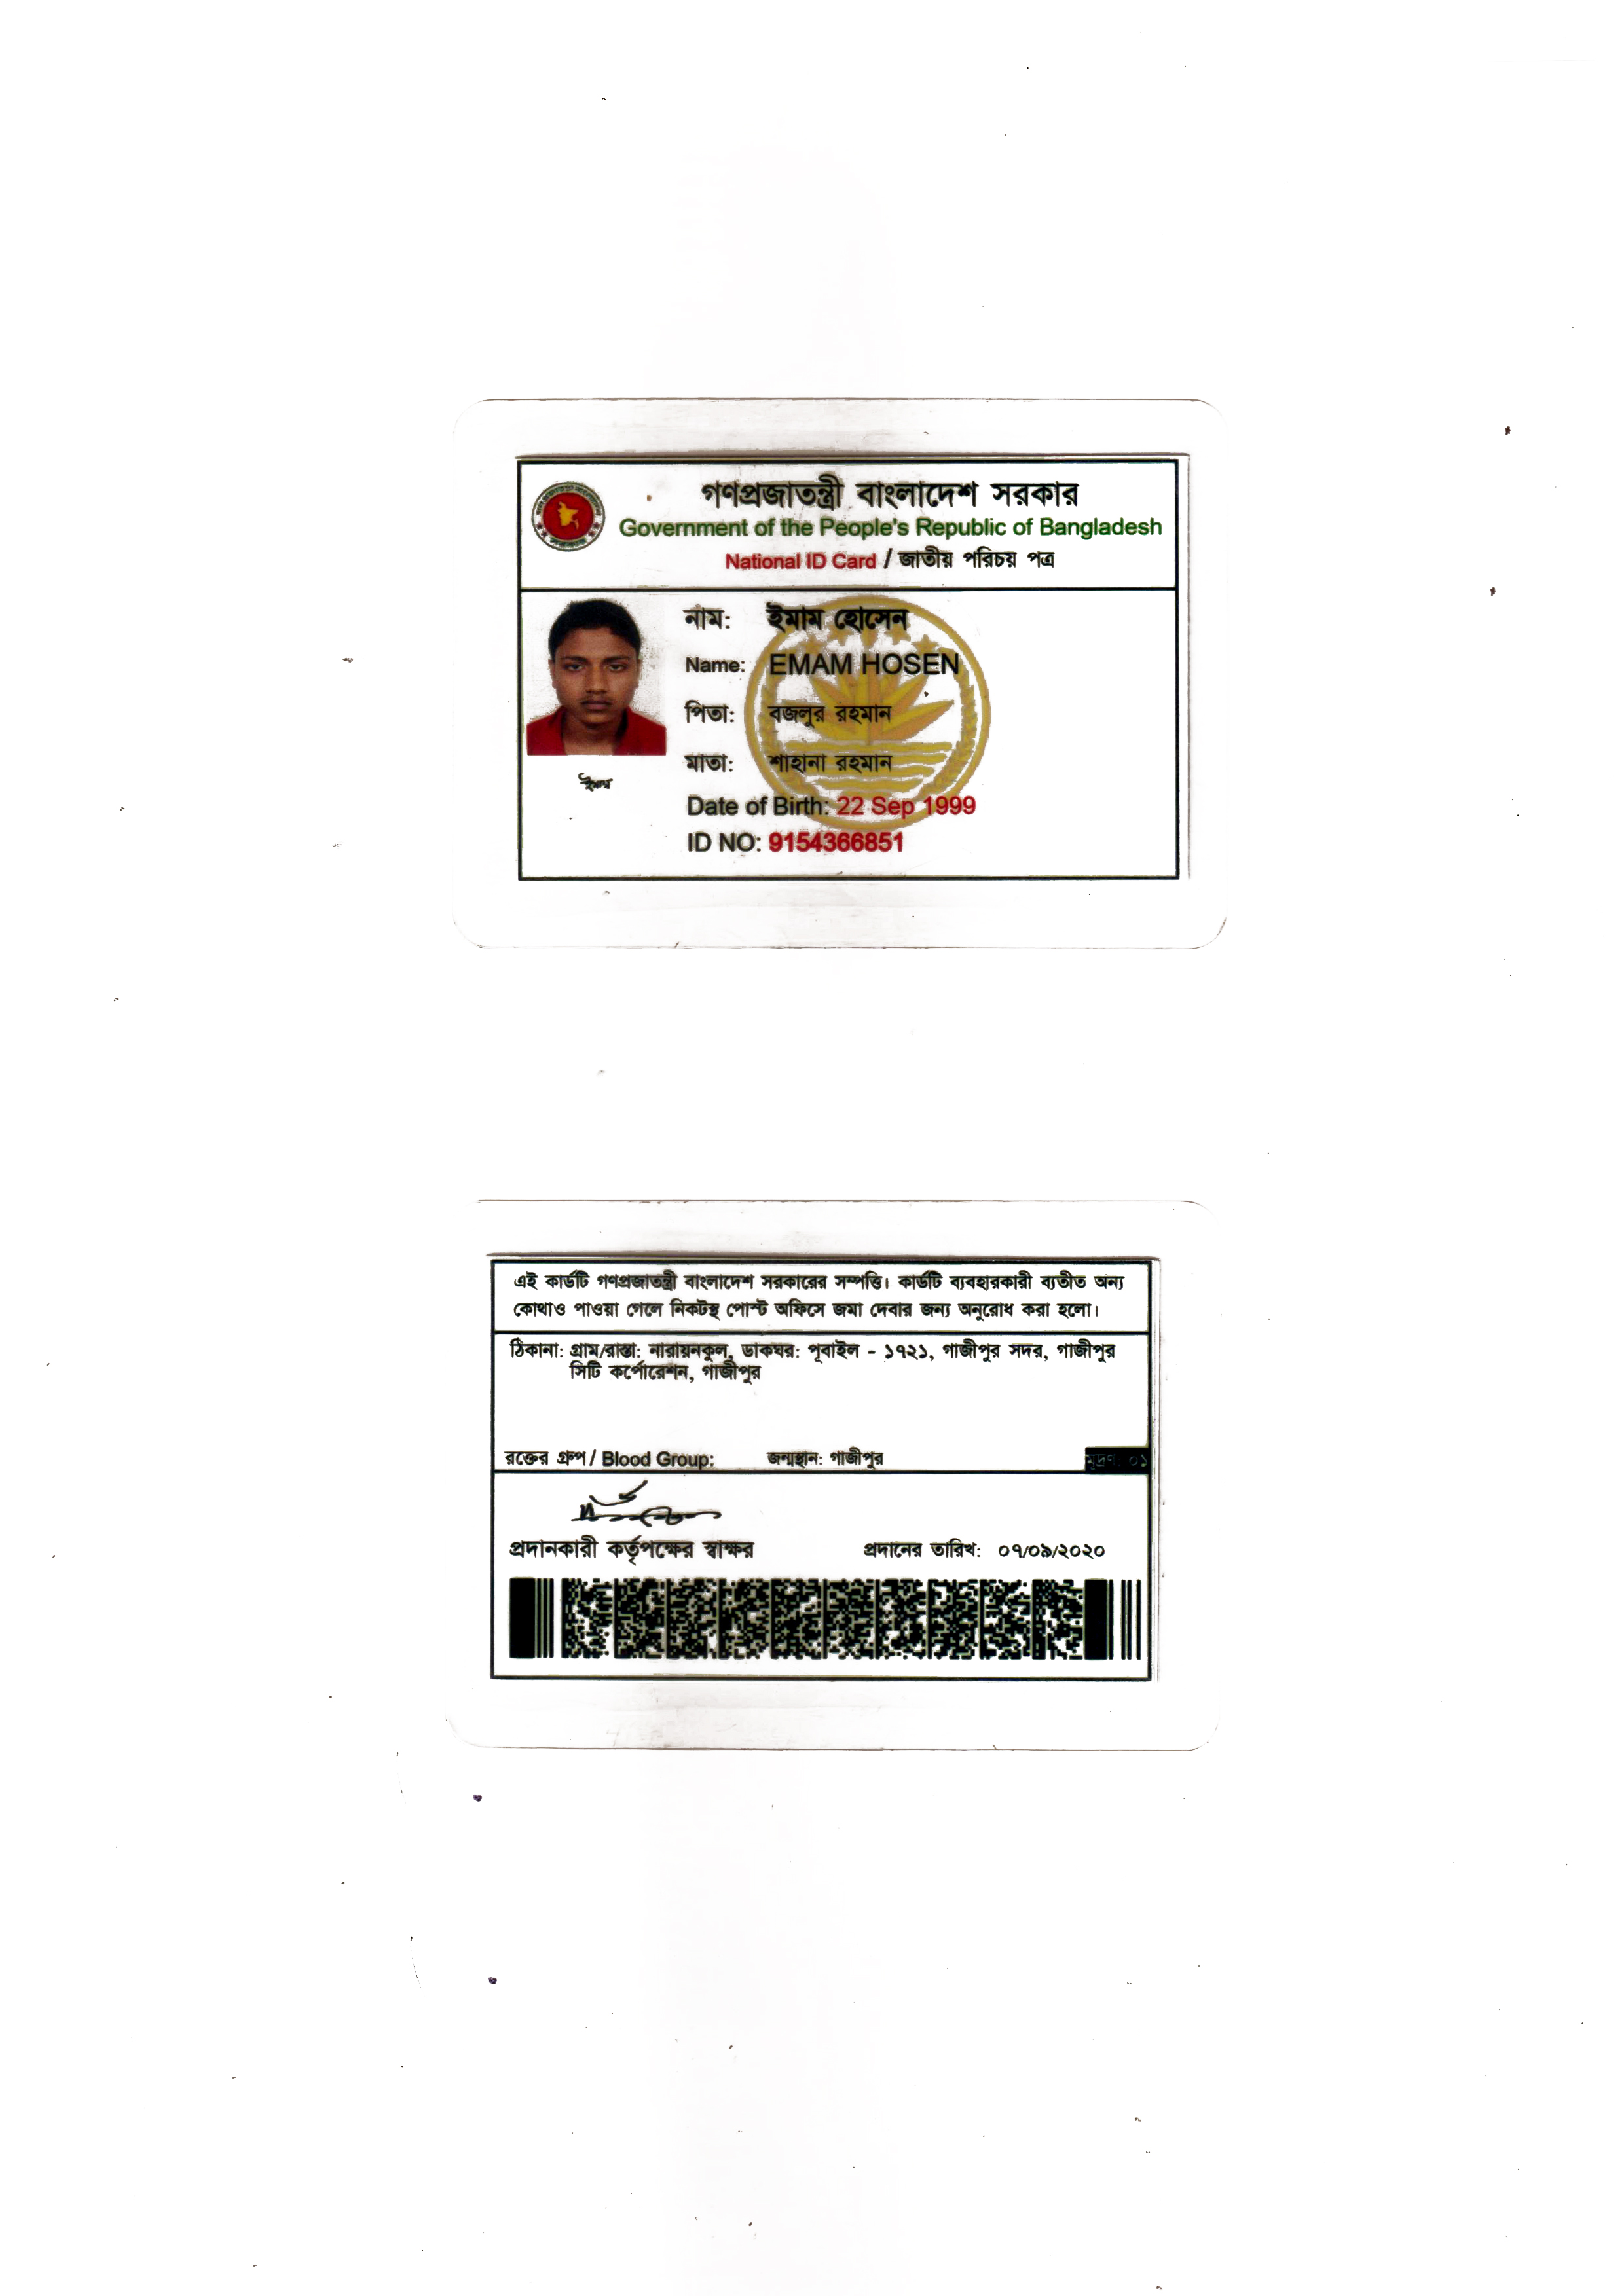 গণপ্রজাতন্ত্রী বাংলাদেশ সরকার
Government of the People's Republic of Bangladesh
National ID Card / জাতীয় পরিচয় পত্র
নাম: ইমাম হোসেন
Name: EMAM HOSEN
পিতা: বজলুর রহমান
মাতা: শাহানা রহমান
Date of Birth: 22 Sep 1999
ID NO: 9154366851
ইমাম
এই কার্ডটি গণপ্রজাতন্ত্রী বাংলাদেশ সরকারের সম্পত্তি। কার্ডটি ব্যবহারকারী ব্যতীত অন্য
কোথাও পাওয়া গেলে নিকটস্থ পোস্ট অফিসে জমা দেবার জন্য অনুরোধ করা হলো।
ঠিকানা: গ্রাম/রাস্তা: নারায়নকুল, ডাকঘর: পূবাইল - ১৭২১, গাজীপুর সদর, গাজীপুর
সিটি কর্পোরেশন, গাজীপুর
রক্তের গ্রুপ / Blood Group: জন্মস্থান: গাজীপুর মুদ্রণ: ০১
প্রদানকারী কর্তৃপক্ষের স্বাক্ষর প্রদানের তারিখ: ০৭/০৯/২০২০